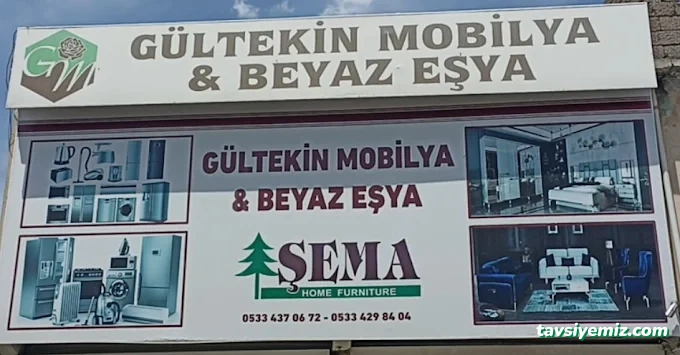 GM
GÜLTEKİN MOBİLYA
& BEYAZ EŞYA
GÜLTEKİN MOBİLYA
& BEYAZ EŞYA
ŞEMA
HOME FURNITURE
0533 437 06 72 - 0533 429 84 04
tavsiyemiz.com